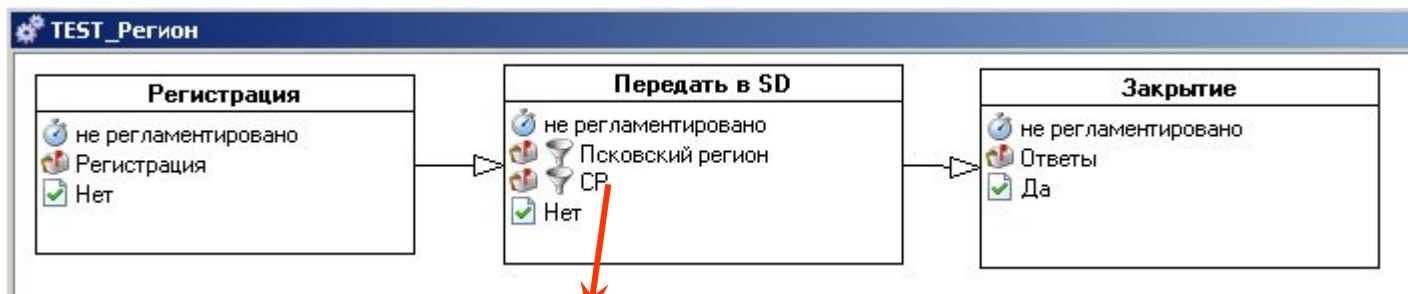 TEST_Регион
Регистрация
не регламентировано
Регистрация
Нет
Передать в SD
не регламентировано
Псковский регион
СР
Нет
Закрытие
не регламентировано
Ответы
Да